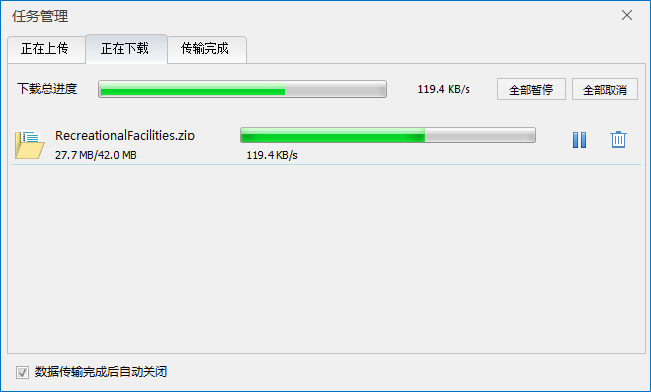 任务管理
正在上传 正在下载 传输完成
下载总进度 119.4 KB/s 全部暂停 全部取消
RecreationalFacilities.zip
27.7 MB/42.0 MB 119.4 KB/s
数据传输完成后自动关闭